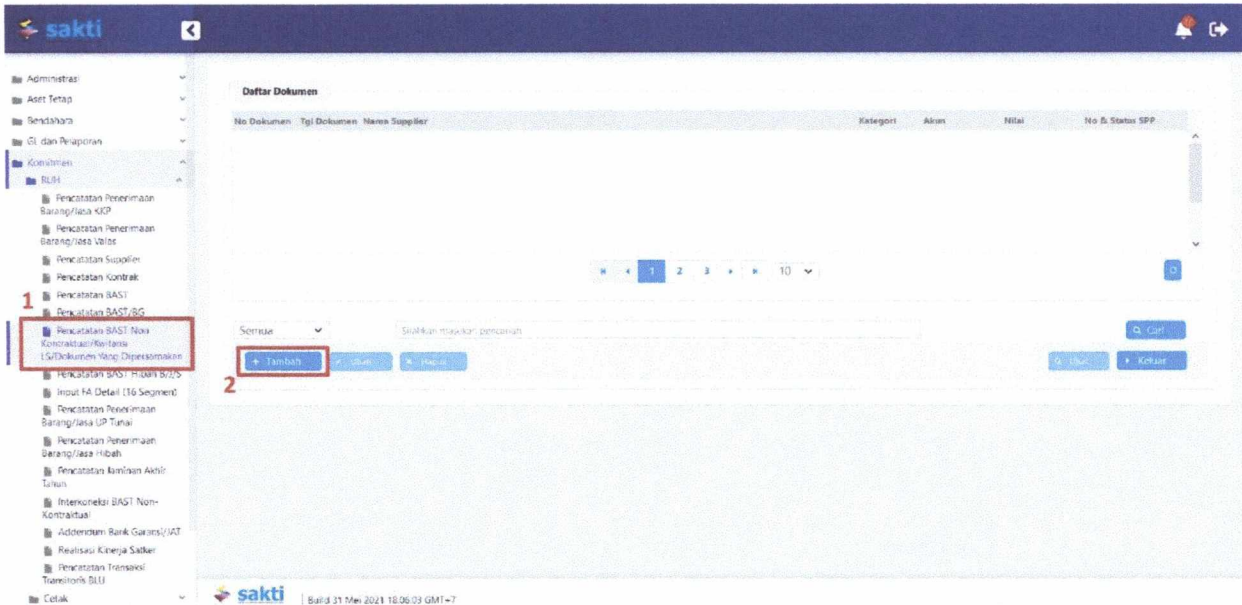 sakti
Administrasi
Aset Tetap
Bendahara
GL dan Pelaporan
Komitmen
RUH
Pencatatan Penerimaan
Barang/Jasa KKP
Pencatatan Penerimaan
Barang/Jasa Valas
Pencatatan Supplier
Pencatatan Kontrak
Pencatatan BAST
1
Pencatatan BAST/BG
Pencatatan BAST Non
Kontraktual/Kwitansi
LS/Dokumen Yang Dipersamakan
Pencatatan BAST Hibah B/J/S
Input FA Detail (16 Segmen)
Pencatatan Penerimaan
Barang/Jasa UP Tunai
Pencatatan Penerimaan
Barang/Jasa Hibah
Pencatatan Jaminan Akhir
Tahun
Interkoneksi BAST Non-
Kontraktual
Addendum Bank Garansi/JAT
Realisasi Kinerja Satker
Pencatatan Transaksi
Transitoris BLU
Cetak
Daftar Dokumen
No Dokumen Tgl Dokumen Nama Supplier Kategori Akun Nilai No & Status SPP
1 2 3 10
Semua Silahkan masukan pencarian Cari
+ Tambah Ubah Hapus Lihat Keluar
2
sakti Build 31 Mei 2021 18.06.03 GMT+7